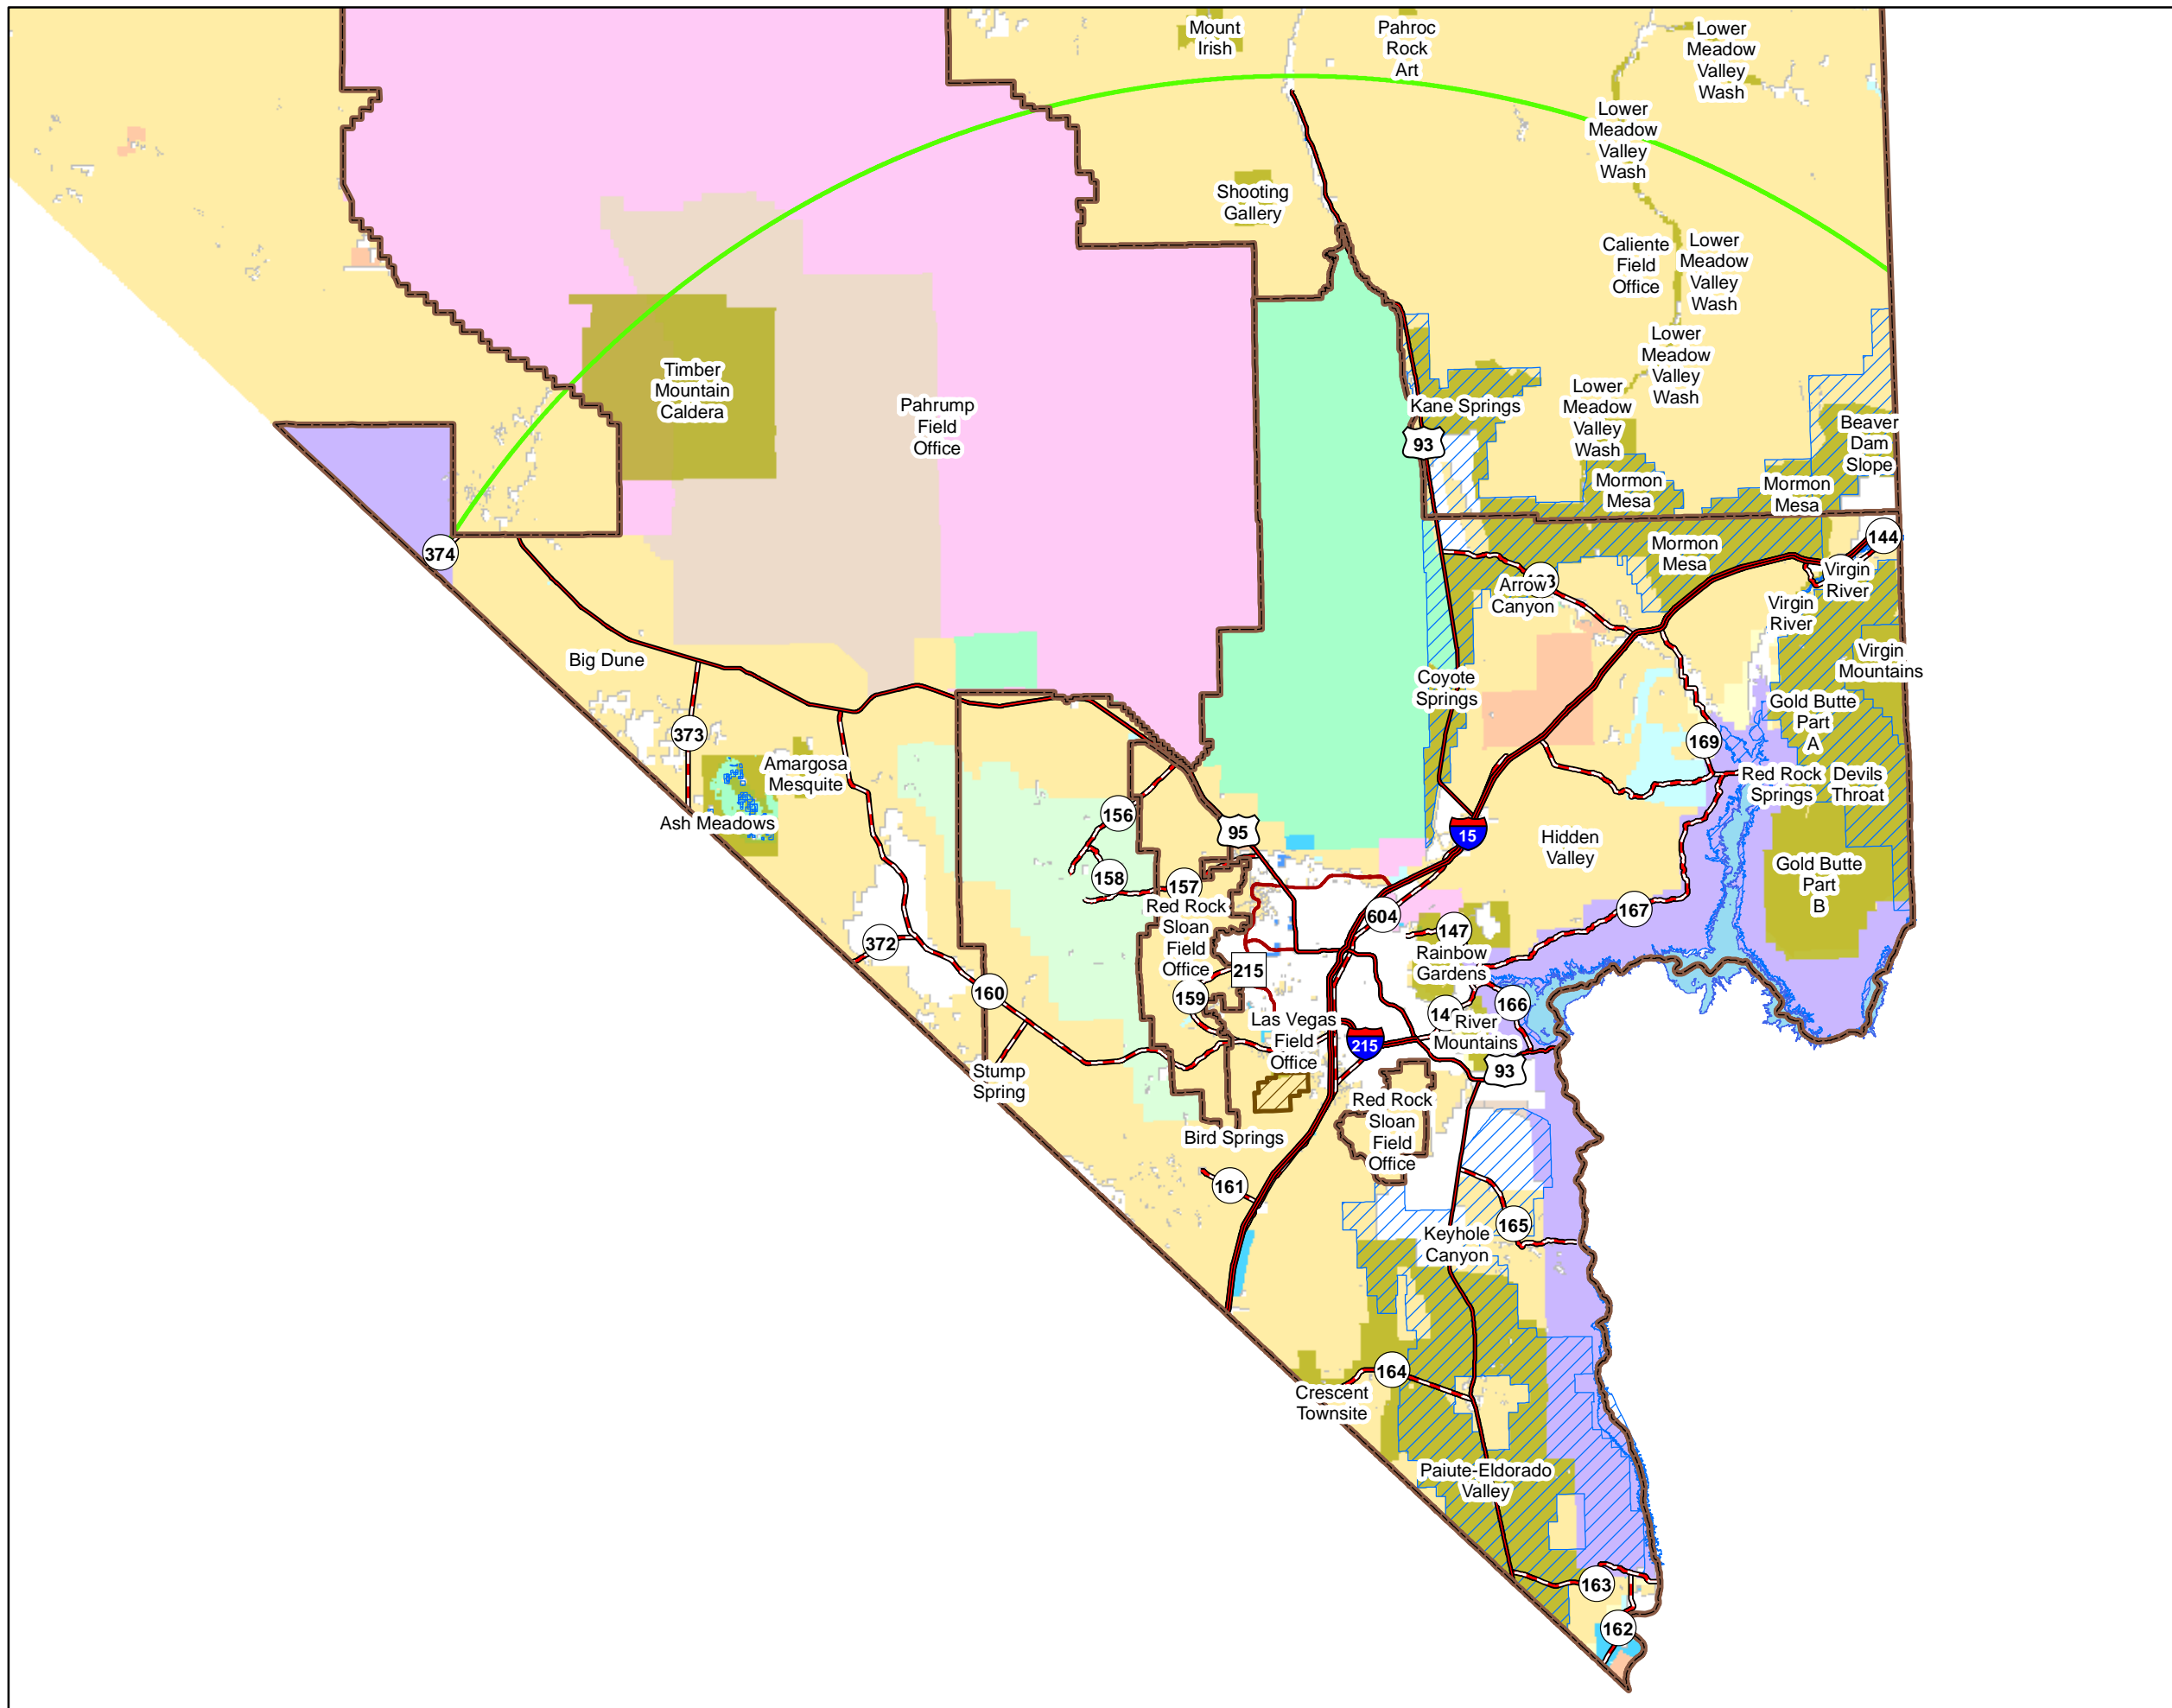 Mount
Irish
Pahroc
Rock
Art
Lower
Meadow
Valley
Wash
Lower
Meadow
Valley
Wash
Shooting
Gallery
Caliente
Field
Office
Lower
Meadow
Valley
Wash
Lower
Meadow
Valley
Wash
Timber
Mountain
Caldera
Pahrump
Field
Office
Kane Springs
93
Lower
Meadow
Valley
Wash
Beaver
Dam
Slope
Mormon
Mesa
Mormon
Mesa
374
144
Mormon
Mesa
Arrow
Canyon
Virgin
River
Virgin
River
Big Dune
Virgin
Mountains
Coyote
Springs
Gold Butte
Part
A
373
169
Amargosa
Mesquite
Red Rock
Springs
Devils
Throat
Ash Meadows
156
95
15
Hidden
Valley
158
157
Gold Butte
Part
B
Red Rock
Sloan
Field
Office
604
167
147
372
Rainbow
Gardens
215
160
159
166
Las Vegas
Field
Office
River
Mountains
215
93
Stump
Spring
Red Rock
Sloan
Field
Office
Bird Springs
161
165
Keyhole
Canyon
164
Crescent
Townsite
Paiute-Eldorado
Valley
163
162